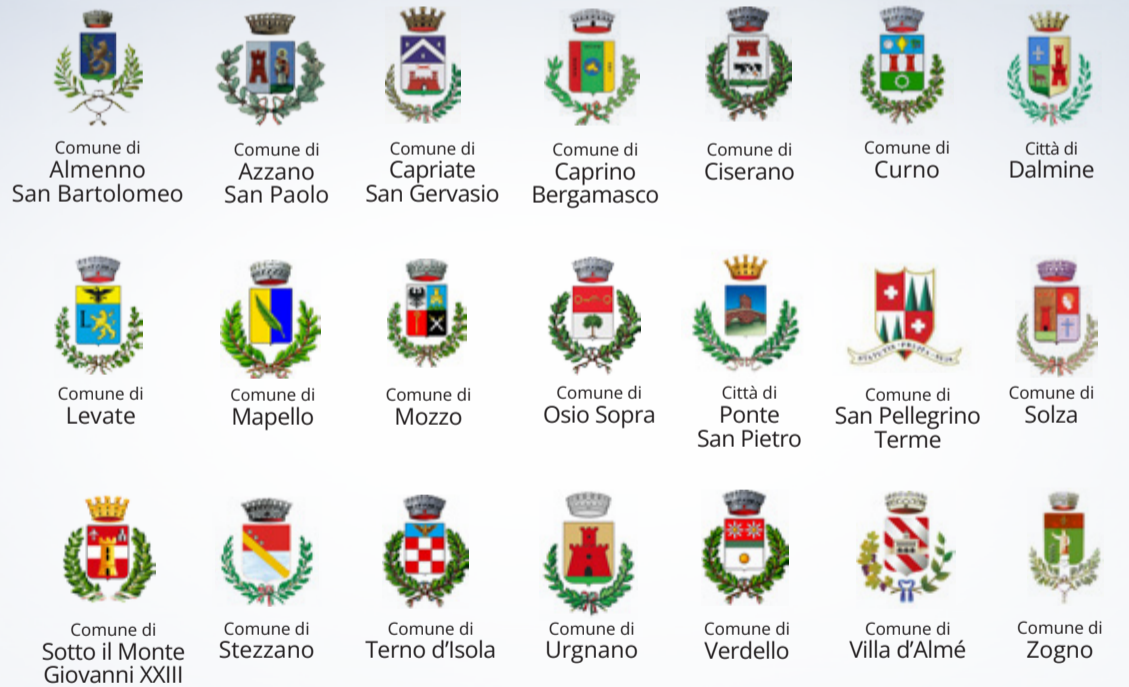 Comune di
Almenno
San Bartolomeo
Comune di
Azzano
San Paolo
Comune di
Capriate
San Gervasio
Comune di
Caprino
Bergamasco
Comune di
Ciserano
Comune di
Curno
Città di
Dalmine
Comune di
Levate
Comune di
Mapello
Comune di
Mozzo
Comune di
Osio Sopra
Città di
Ponte
San Pietro
Comune di
San Pellegrino
Terme
Comune di
Solza
Comune di
Sotto il Monte
Giovanni XXIII
Comune di
Stezzano
Comune di
Terno d'Isola
Comune di
Urgnano
Comune di
Verdello
Comune di
Villa d'Almé
Comune di
Zogno
L